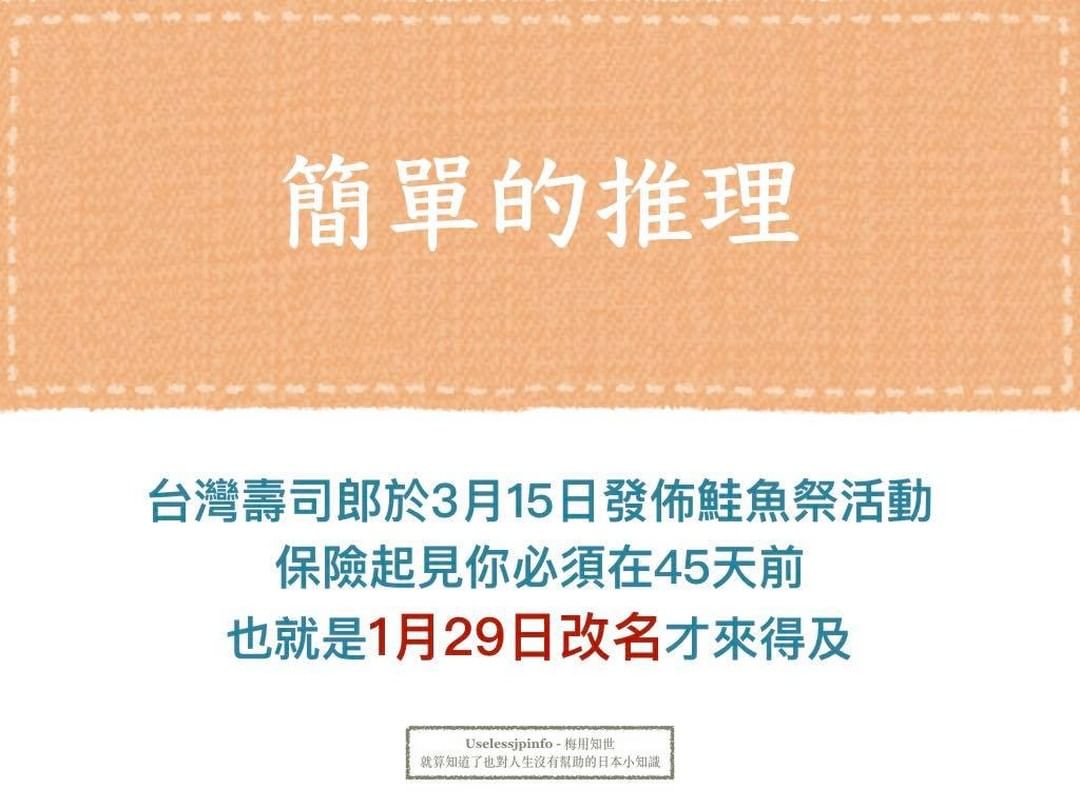 簡單的推理
台灣壽司郎於3月15日發佈鮭魚祭活動
保險起見你必須在45天前
也就是1月29日改名才來得及
Uselessjpinfo - 梅用知世
就算知道了也對人生沒有幫助的日本小知識